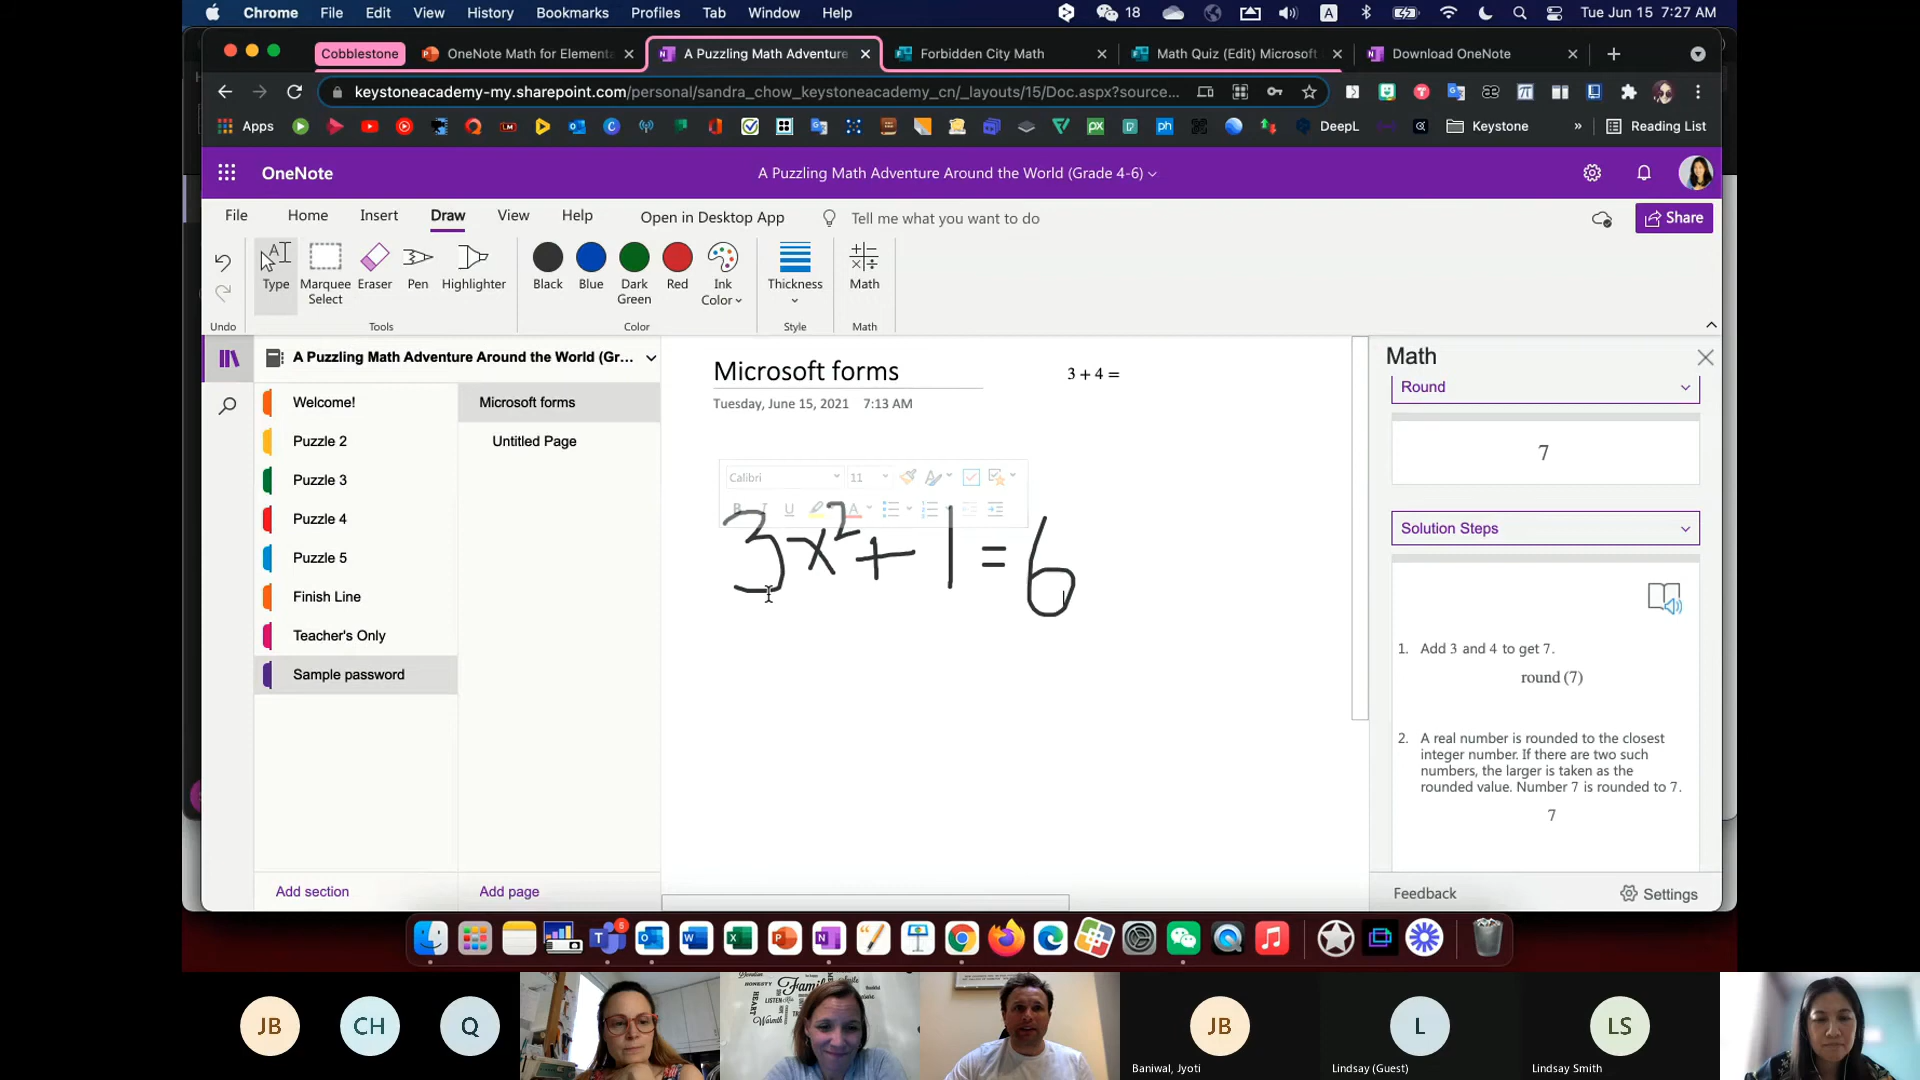 Chrome File Edit View History Bookmarks Profiles Tab Window Help 18 A Tue Jun 15 7:27 AM
Cobblestone OneNote Math for Elementa A Puzzling Math Adventure Forbidden City Math Math Quiz (Edit) Microsoft Download OneNote
keystoneacademy-my.sharepoint.com/personal/sandra_chow_keystoneacademy_cn/_layouts/15/Doc.aspx?source...
Apps DeepL Keystone » Reading List
OneNote A Puzzling Math Adventure Around the World (Grade 4-6)
File Home Insert Draw View Help Open in Desktop App Tell me what you want to do Share
Type Marquee Select Eraser Pen Highlighter Black Blue Dark Green Red Ink Color Thickness Math
Undo Tools Color Style Math
A Puzzling Math Adventure Around the World (Gr...
Welcome!
Puzzle 2
Puzzle 3
Puzzle 4
Puzzle 5
Finish Line
Teacher's Only
Sample password
Add section
Microsoft forms
Untitled Page
Add page
Microsoft forms
Tuesday, June 15, 2021 7:13 AM
3 + 4 =
Calibri 11
B I U A
3x²+1=6
Math
Round
7
Solution Steps
1. Add 3 and 4 to get 7.
round (7)
2. A real number is rounded to the closest
integer number. If there are two such
numbers, the larger is taken as the
rounded value. Number 7 is rounded to 7.
7
Feedback Settings
JB CH Q JB L LS
Baniwal, Jyoti Lindsay (Guest) Lindsay Smith